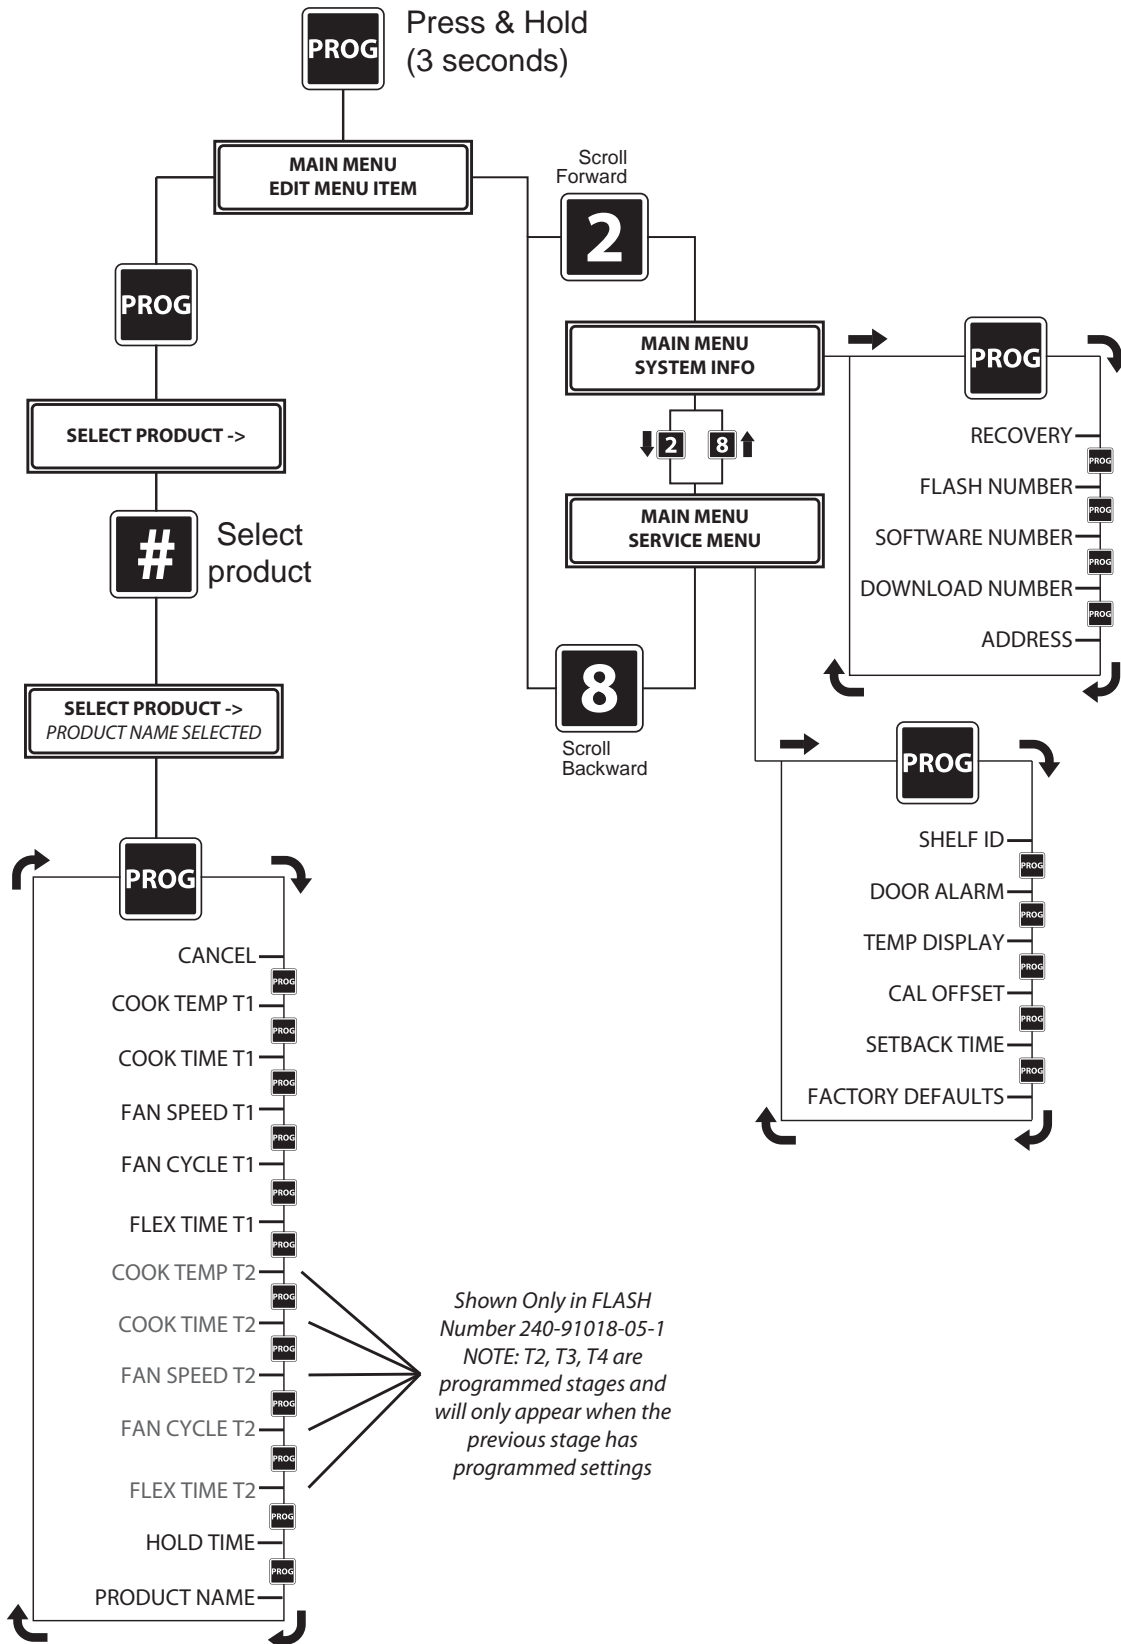 PROG
Press & Hold
(3 seconds)
MAIN MENU
EDIT MENU ITEM
PROG
SELECT PRODUCT ->
#
Select
product
SELECT PRODUCT ->
PRODUCT NAME SELECTED
PROG
CANCEL
PROG
COOK TEMP T1
PROG
COOK TIME T1
PROG
FAN SPEED T1
PROG
FAN CYCLE T1
PROG
FLEX TIME T1
PROG
COOK TEMP T2
PROG
COOK TIME T2
PROG
FAN SPEED T2
PROG
FAN CYCLE T2
PROG
FLEX TIME T2
PROG
HOLD TIME
PROG
PRODUCT NAME
Shown Only in FLASH
Number 240-91018-05-1
NOTE: T2, T3, T4 are
programmed stages and
will only appear when the
previous stage has
programmed settings
Scroll
Forward
2
MAIN MENU
SYSTEM INFO
2
8
MAIN MENU
SERVICE MENU
8
Scroll
Backward
PROG
RECOVERY
PROG
FLASH NUMBER
PROG
SOFTWARE NUMBER
PROG
DOWNLOAD NUMBER
PROG
ADDRESS
PROG
SHELF ID
PROG
DOOR ALARM
PROG
TEMP DISPLAY
PROG
CAL OFFSET
PROG
SETBACK TIME
PROG
FACTORY DEFAULTS